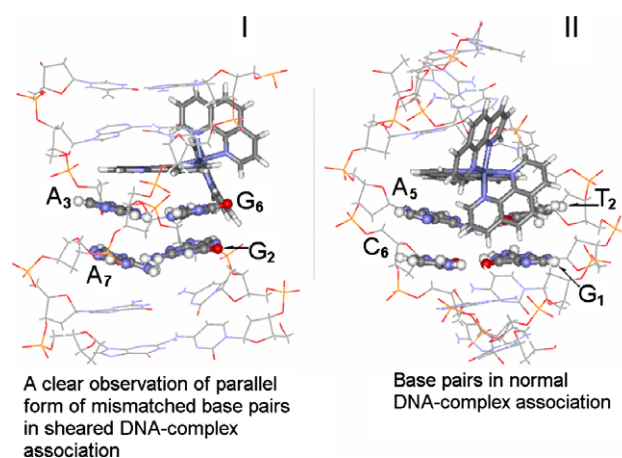 I
II
A3
G6
A7
G2
A5
T2
C6
G1
A clear observation of parallel
form of mismatched base pairs
in sheared DNA-complex
association
Base pairs in normal
DNA-complex association